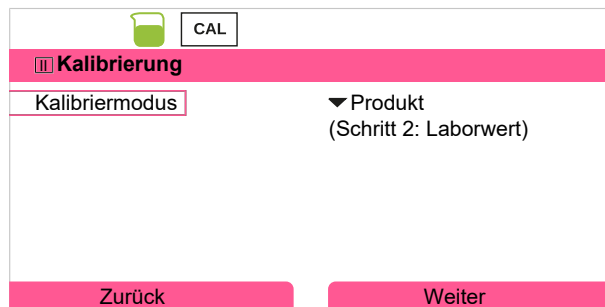 CAL
II Kalibrierung
Kalibriermodus
Produkt
(Schritt 2: Laborwert)
Zurück
Weiter